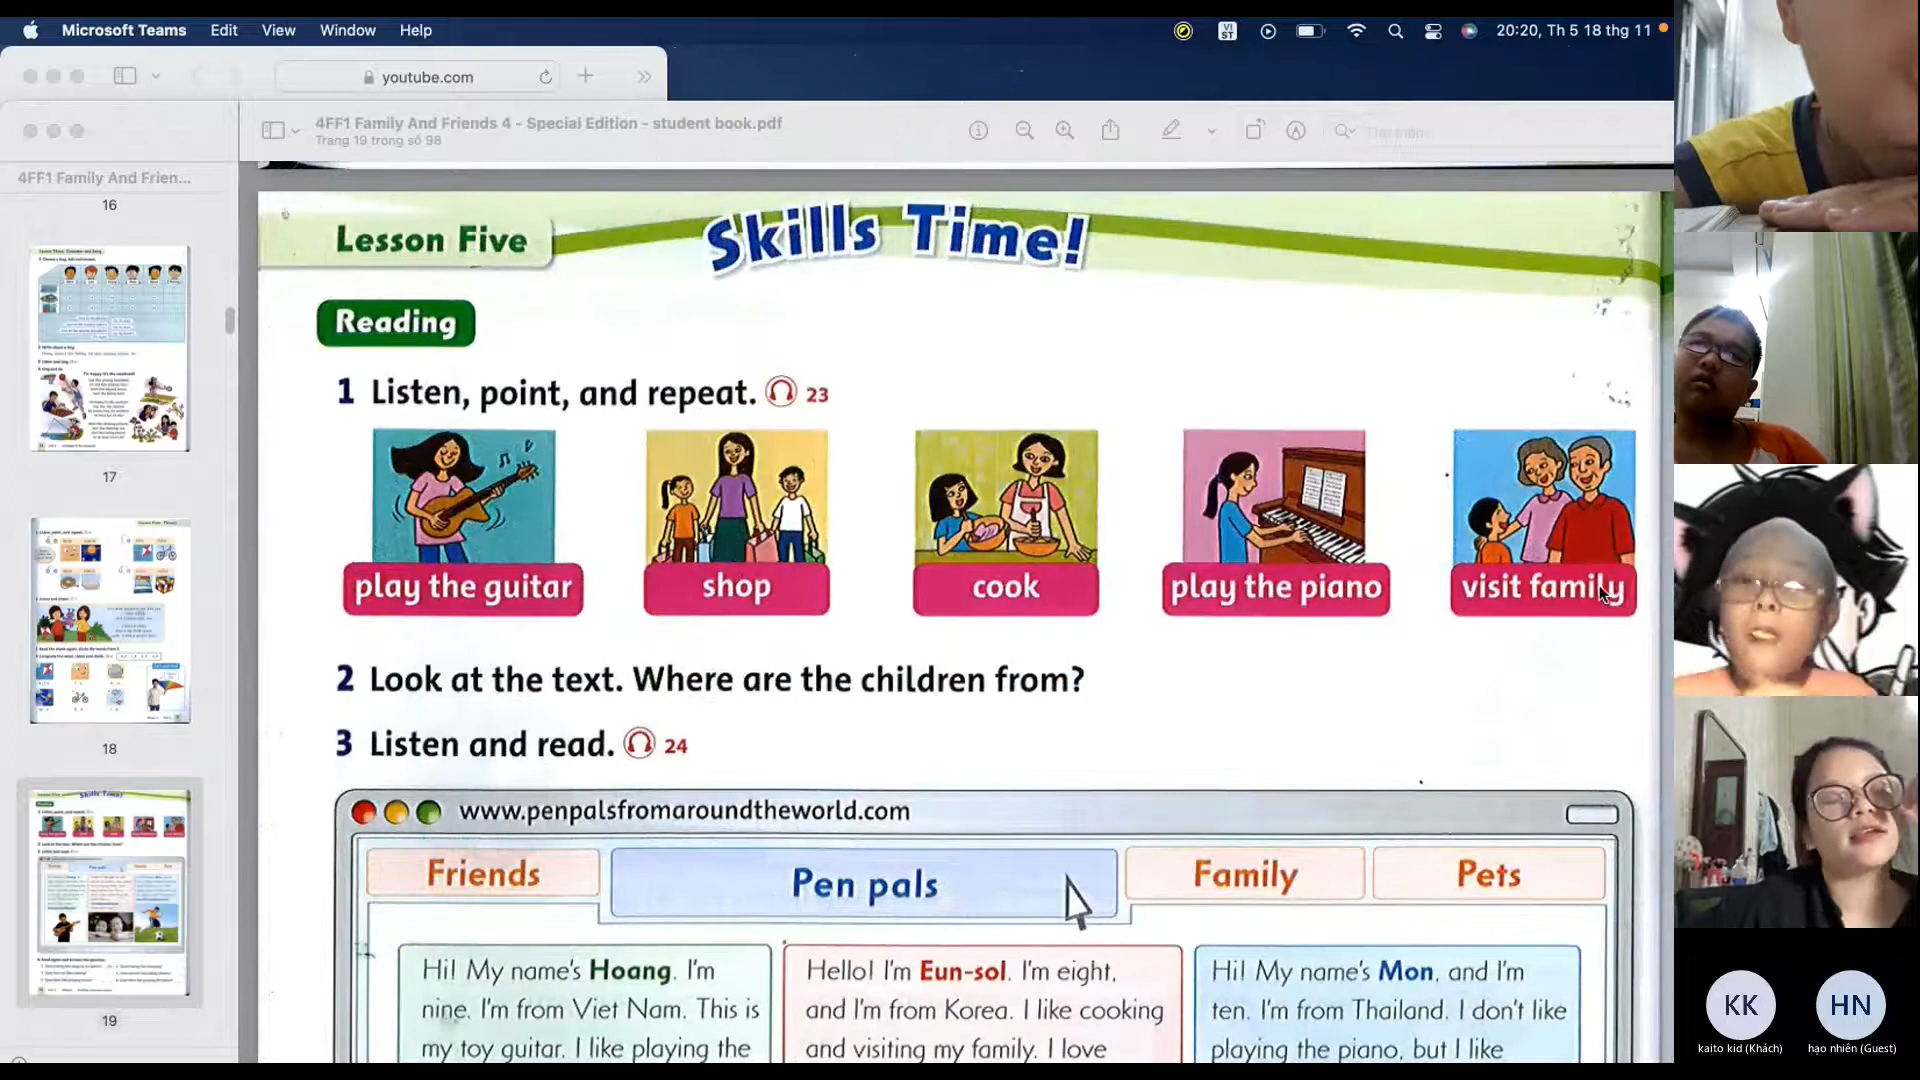 Microsoft Teams Edit View Window Help
VI
ST
20:20, Th 5 18 thg 11
youtube.com
4FF1 Family And Friends 4 - Special Edition - student book.pdf
Trang 19 trong số 98
Tìm kiếm
4FF1 Family And Frien...
16
17
18
19
Lesson Five
Skills Time!
Reading
1 Listen, point, and repeat. 23
play the guitar
shop
cook
play the piano
visit family
2 Look at the text. Where are the children from?
3 Listen and read. 24
www.penpalsfromaroundtheworld.com
Friends
Pen pals
Family
Pets
Hi! My name's Hoang. I'm
nine. I'm from Viet Nam. This is
my toy guitar. I like playing the
Hello! I'm Eun-sol. I'm eight,
and I'm from Korea. I like cooking
and visiting my family. I love
Hi! My name's Mon, and I'm
ten. I'm from Thailand. I don't like
playing the piano, but I like
KK
kaito kid (Khách)
HN
hạo nhiên (Guest)